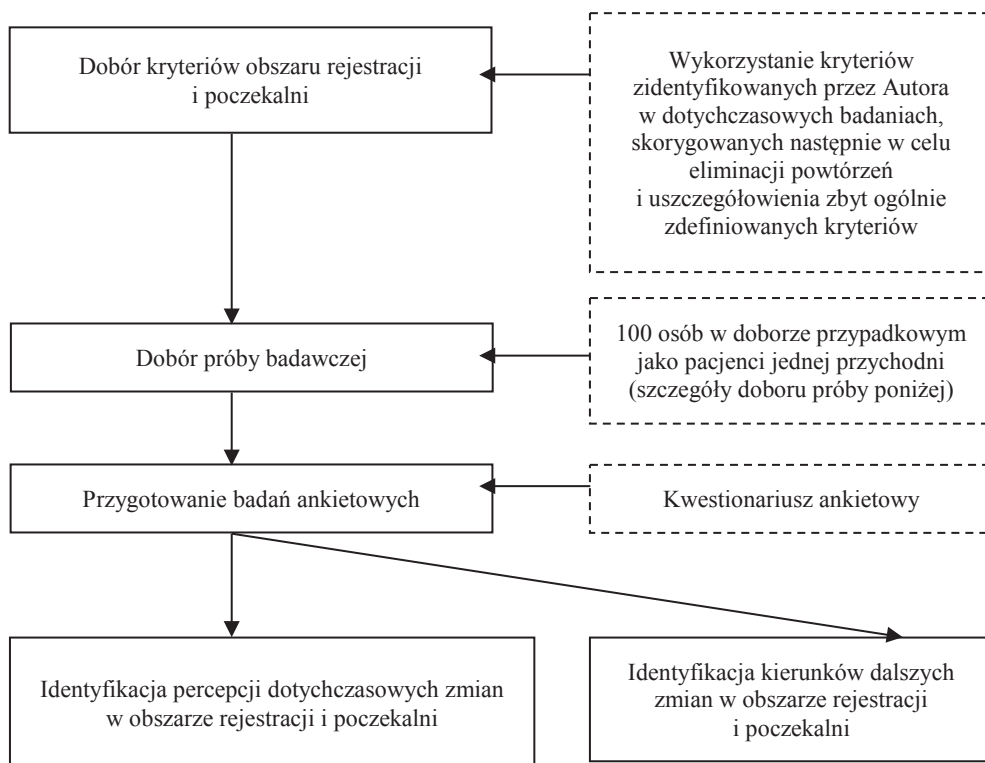 Dobór kryteriów obszaru rejestracji
i poczekalni
Wykorzystanie kryteriów
zidentyfikowanych przez Autora
w dotychczasowych badaniach,
skorygowanych następnie w celu
eliminacji powtórzeń
i uszczegółowienia zbyt ogólnie
zdefiniowanych kryteriów
Dobór próby badawczej
100 osób w doborze przypadkowym
jako pacjenci jednej przychodni
(szczegóły doboru próby poniżej)
Przygotowanie badań ankietowych
Kwestionariusz ankietowy
Identyfikacja percepcji dotychczasowych zmian
w obszarze rejestracji i poczekalni
Identyfikacja kierunków dalszych
zmian w obszarze rejestracji
i poczekalni